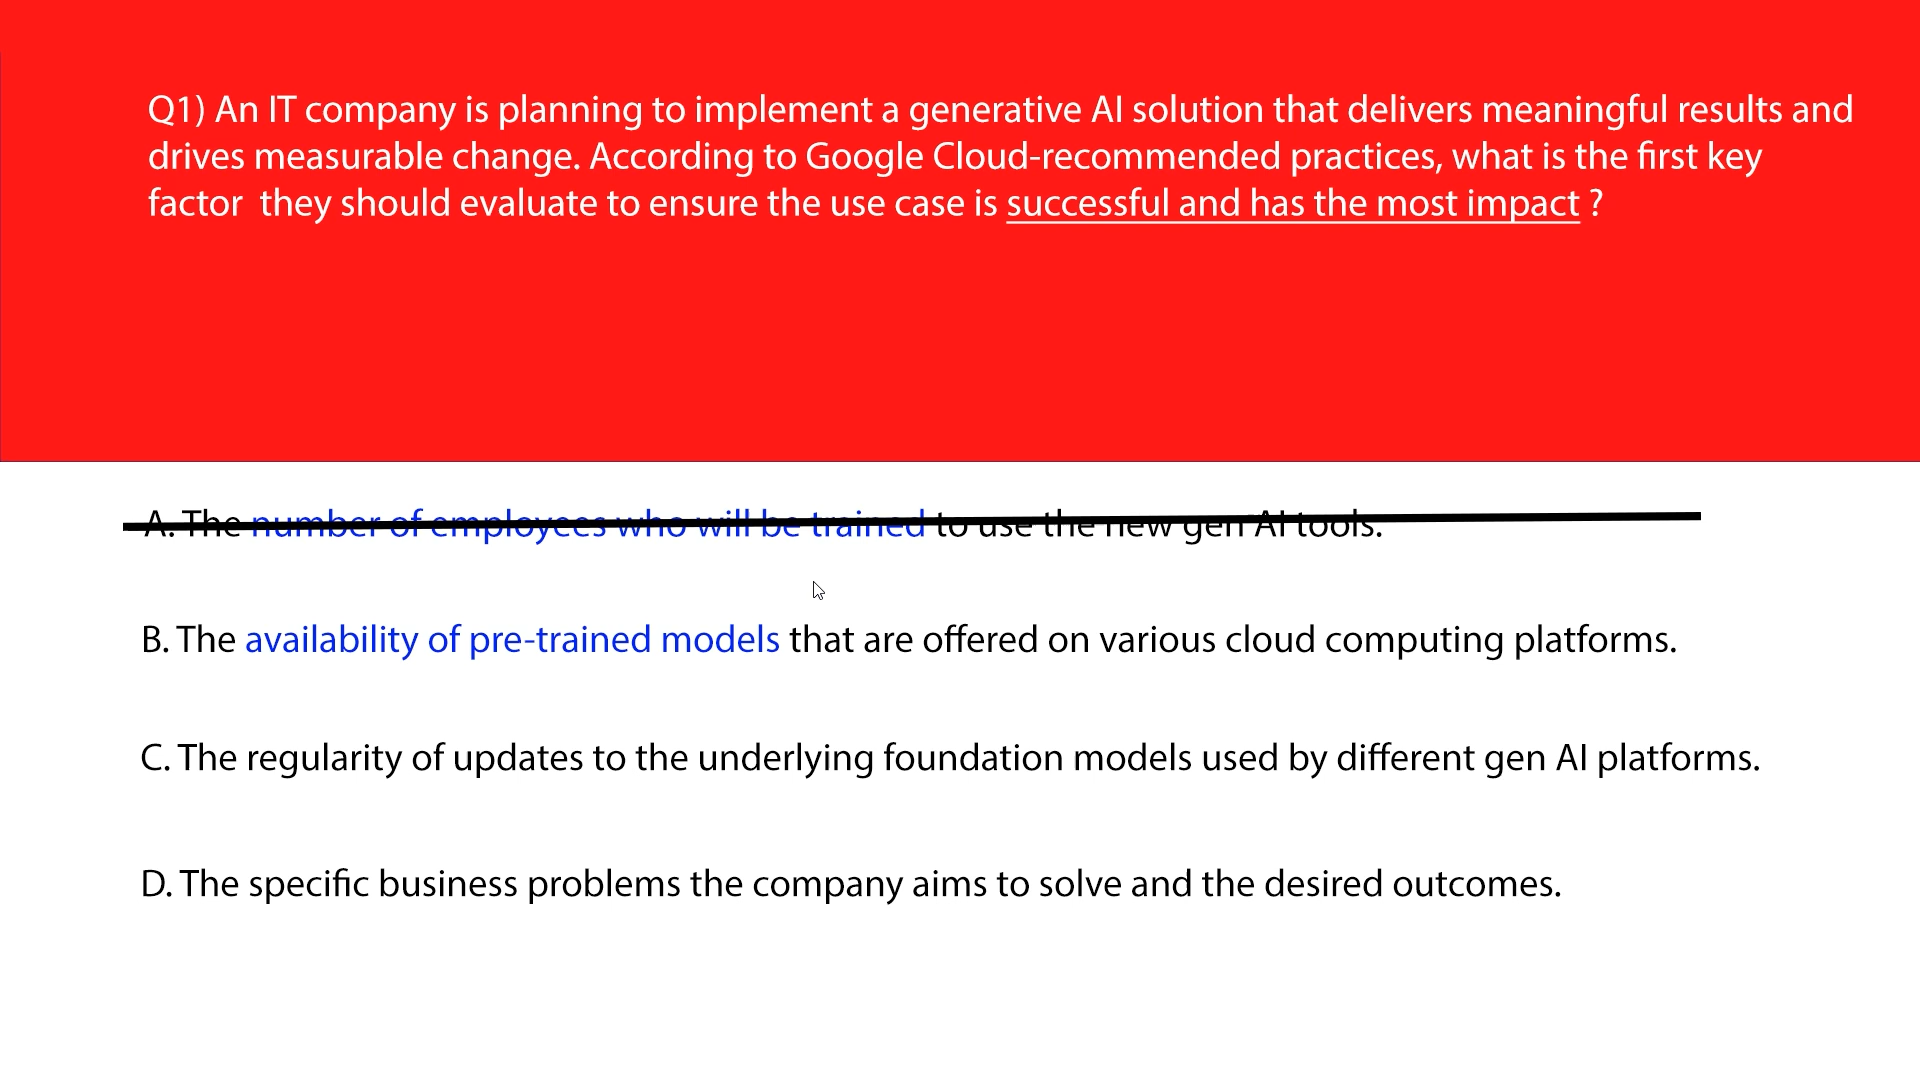 Q1) An IT company is planning to implement a generative AI solution that delivers meaningful results and
drives measurable change. According to Google Cloud-recommended practices, what is the first key
factor  they should evaluate to ensure the use case is successful and has the most impact ?
A. The number of employees who will be trained to use the new gen AI tools.
B. The availability of pre-trained models that are offered on various cloud computing platforms.
C. The regularity of updates to the underlying foundation models used by different gen AI platforms.
D. The specific business problems the company aims to solve and the desired outcomes.